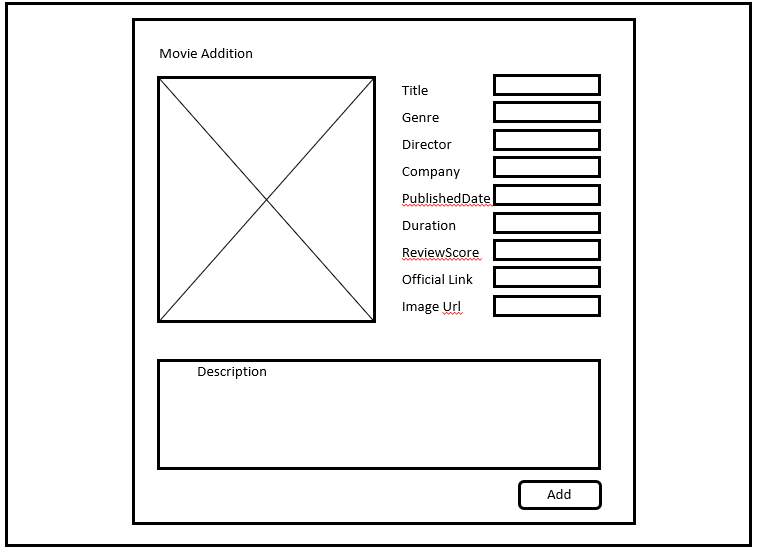 Movie Addition
Title
Genre
Director
Company
PublishedDate
Duration
ReviewScore
Official Link
Image Url
Description
Add